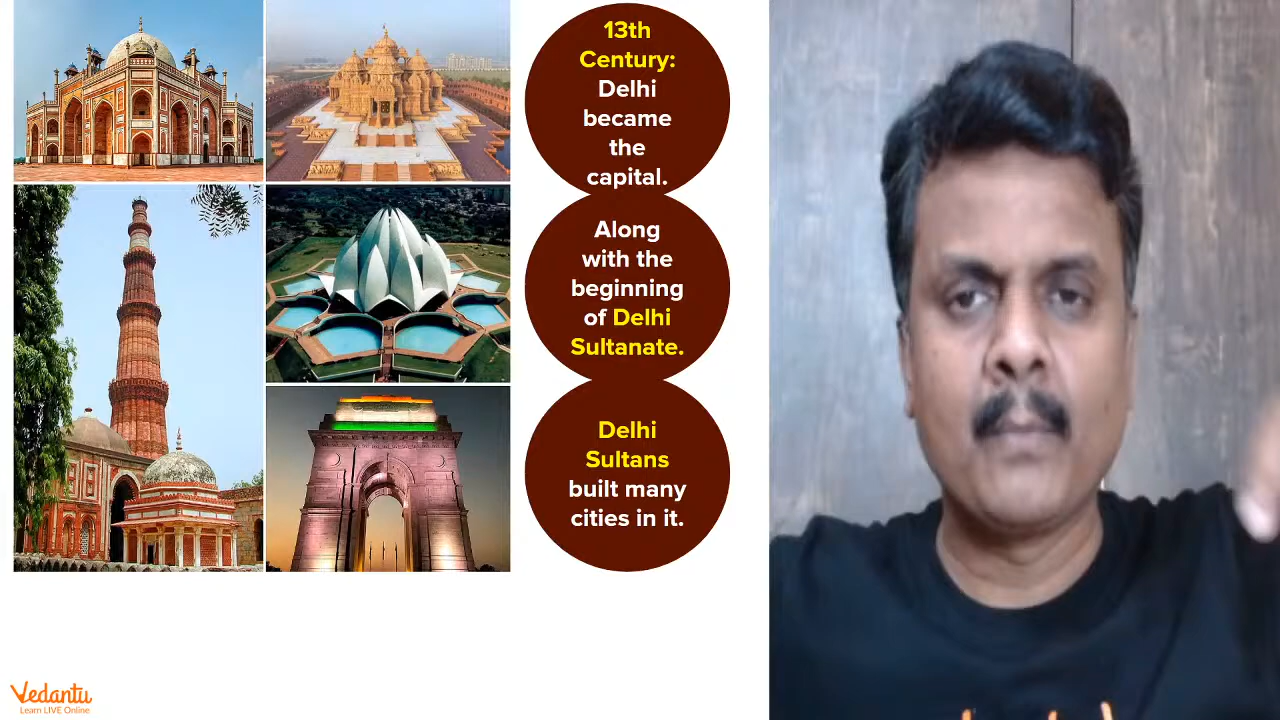 13th
Century:
Delhi
became
the
capital.
Along
with the
beginning
of Delhi
Sultanate.
Delhi
Sultans
built many
cities in it.
Vedantu
Learn LIVE Online